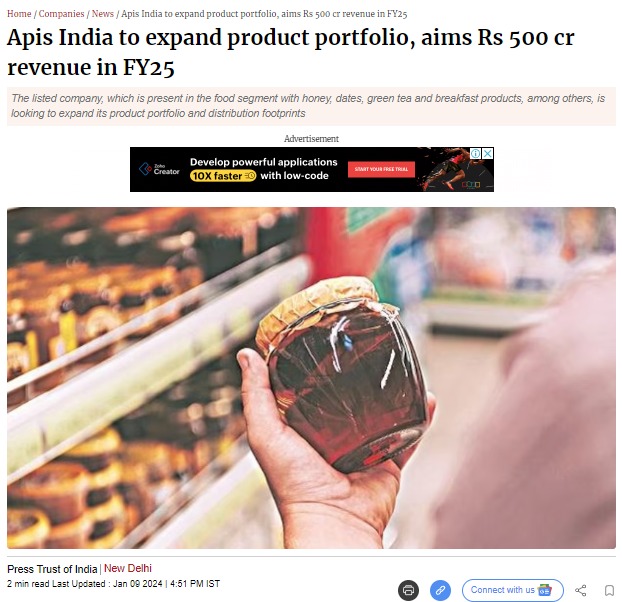 Home / Companies / News / Apis India to expand product portfolio, aims Rs 500 cr revenue in FY25
Apis India to expand product portfolio, aims Rs 500 cr
revenue in FY25
The listed company, which is present in the food segment with honey, dates, green tea and breakfast products, among others, is
looking to expand its product portfolio and distribution footprints
Advertisement
Zoho
Creator
Develop powerful applications
10X faster with low-code
START YOUR FREE TRIAL
Press Trust of India | New Delhi
2 min read Last Updated : Jan 09 2024 | 4:51 PM IST
Connect with us